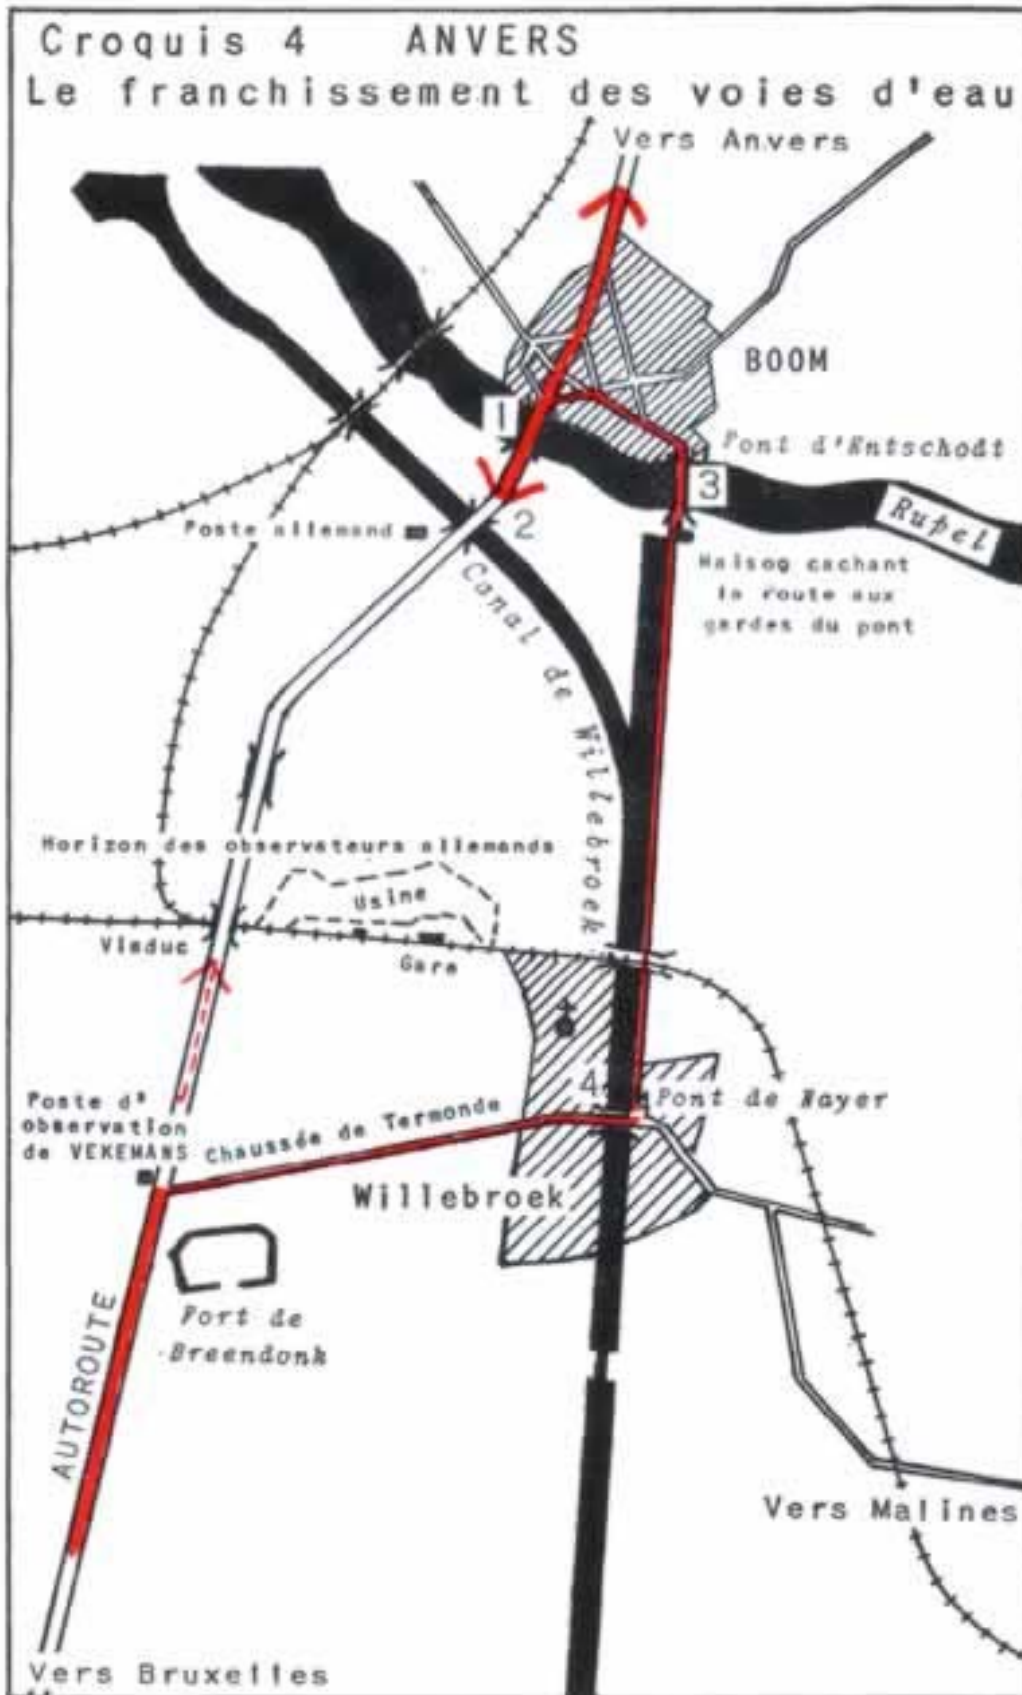 Croquis 4 ANVERS
Le franchissement des voies d'eau
Vers Anvers
BOOM
1
Pont d'Entschodt
3
Rupel
2
Poste allemand
Maison cachant
la route aux
gardes du pont
Canal de Willebroek
Horizon des observateurs allemands
Usine
Viaduc
Gare
4
Pont de Nayer
Poste d'
observation
de VEKEMANS
Chaussée de Termonde
Willebroek
Fort de
Breendonk
AUTOROUTE
Vers Malines
Vers Bruxelles